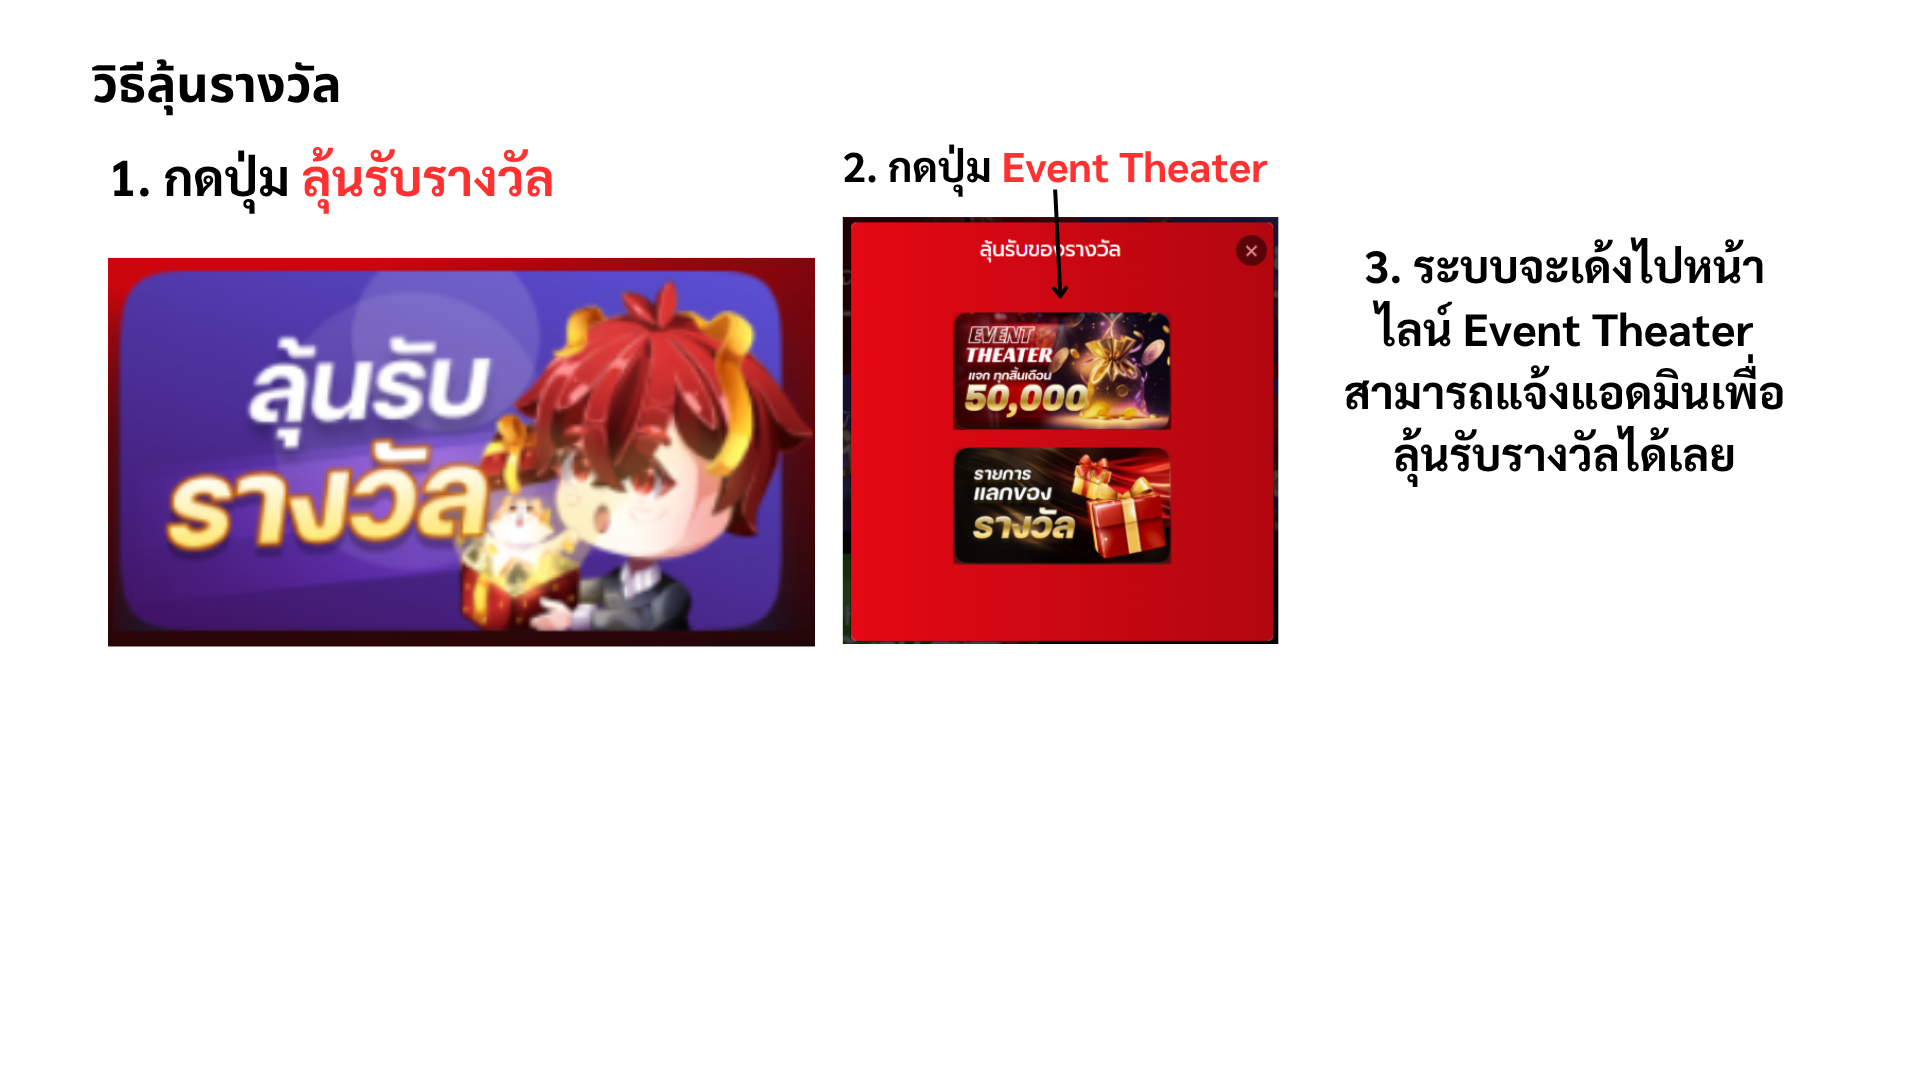 วิธีลุ้นรางวัล
1. กดปุ่ม ลุ้นรับรางวัล
ลุ้นรับ
รางวัล
2. กดปุ่ม Event Theater
ลุ้นรับของรางวัล
EVENT
THEATER
แจก ทุกสิ้นเดือน
50,000
รายการ
แลกของ
รางวัล
3. ระบบจะเด้งไปหน้า
ไลน์ Event Theater
สามารถแจ้งแอดมินเพื่อ
ลุ้นรับรางวัลได้เลย